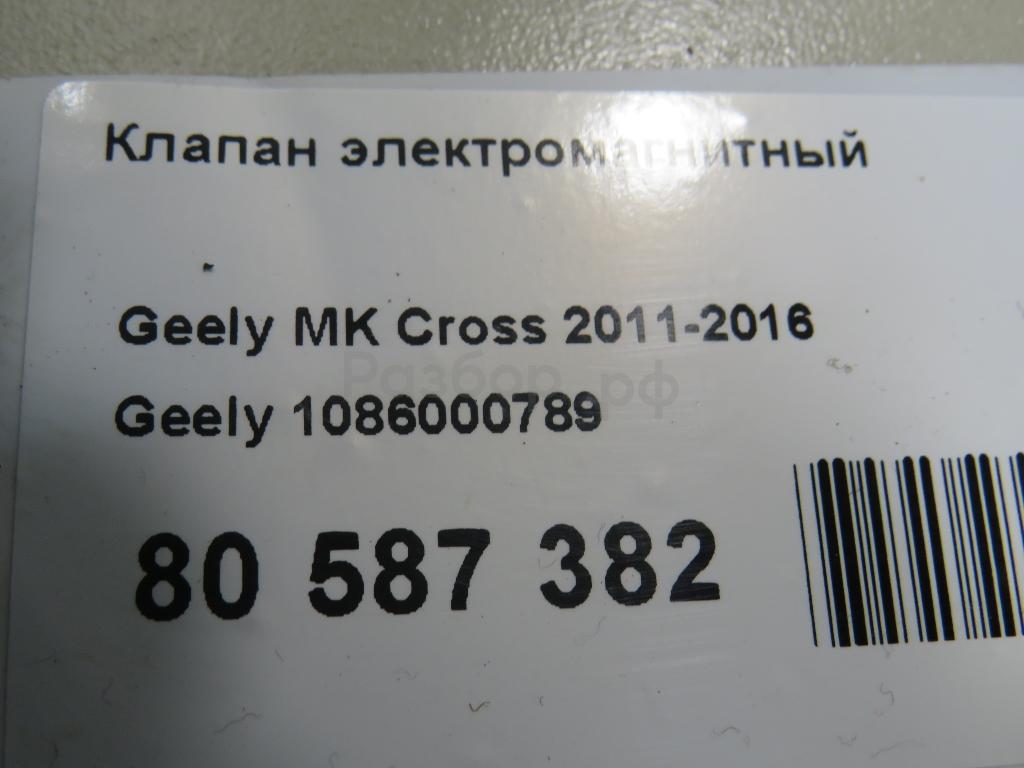 Клапан электромагнитный
Geely MK Cross 2011-2016
Разбор.рф
Geely 1086000789
80 587 382